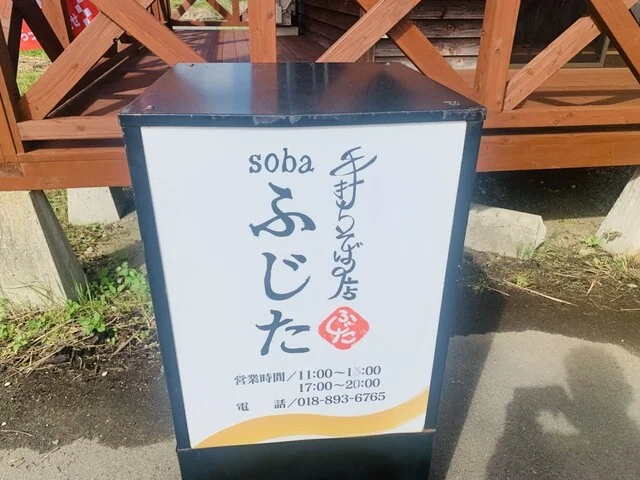 手打ちそば店
ふじた
soba
ふじた
営業時間／11:00〜
17:00〜20:00
電　話／018-893-6765
せ